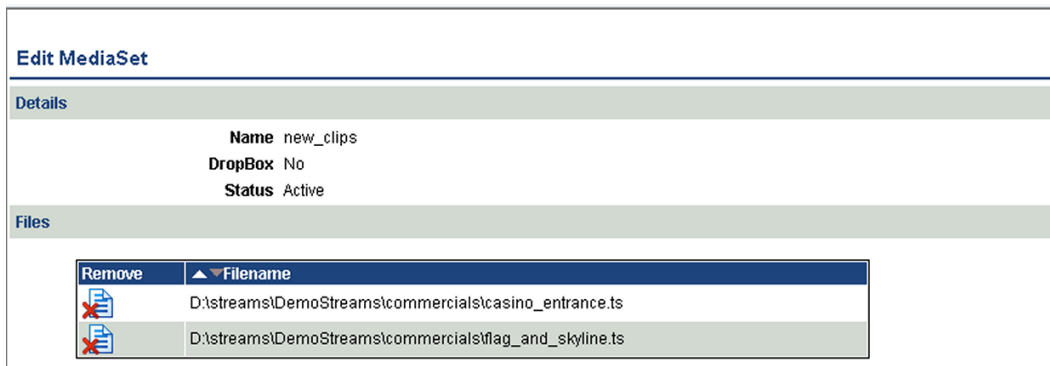 Edit MediaSet
Details
Name new_clips
DropBox No
Status Active
Files
Remove Filename
D:\streams\DemoStreams\commercials\casino_entrance.ts
D:\streams\DemoStreams\commercials\flag_and_skyline.ts